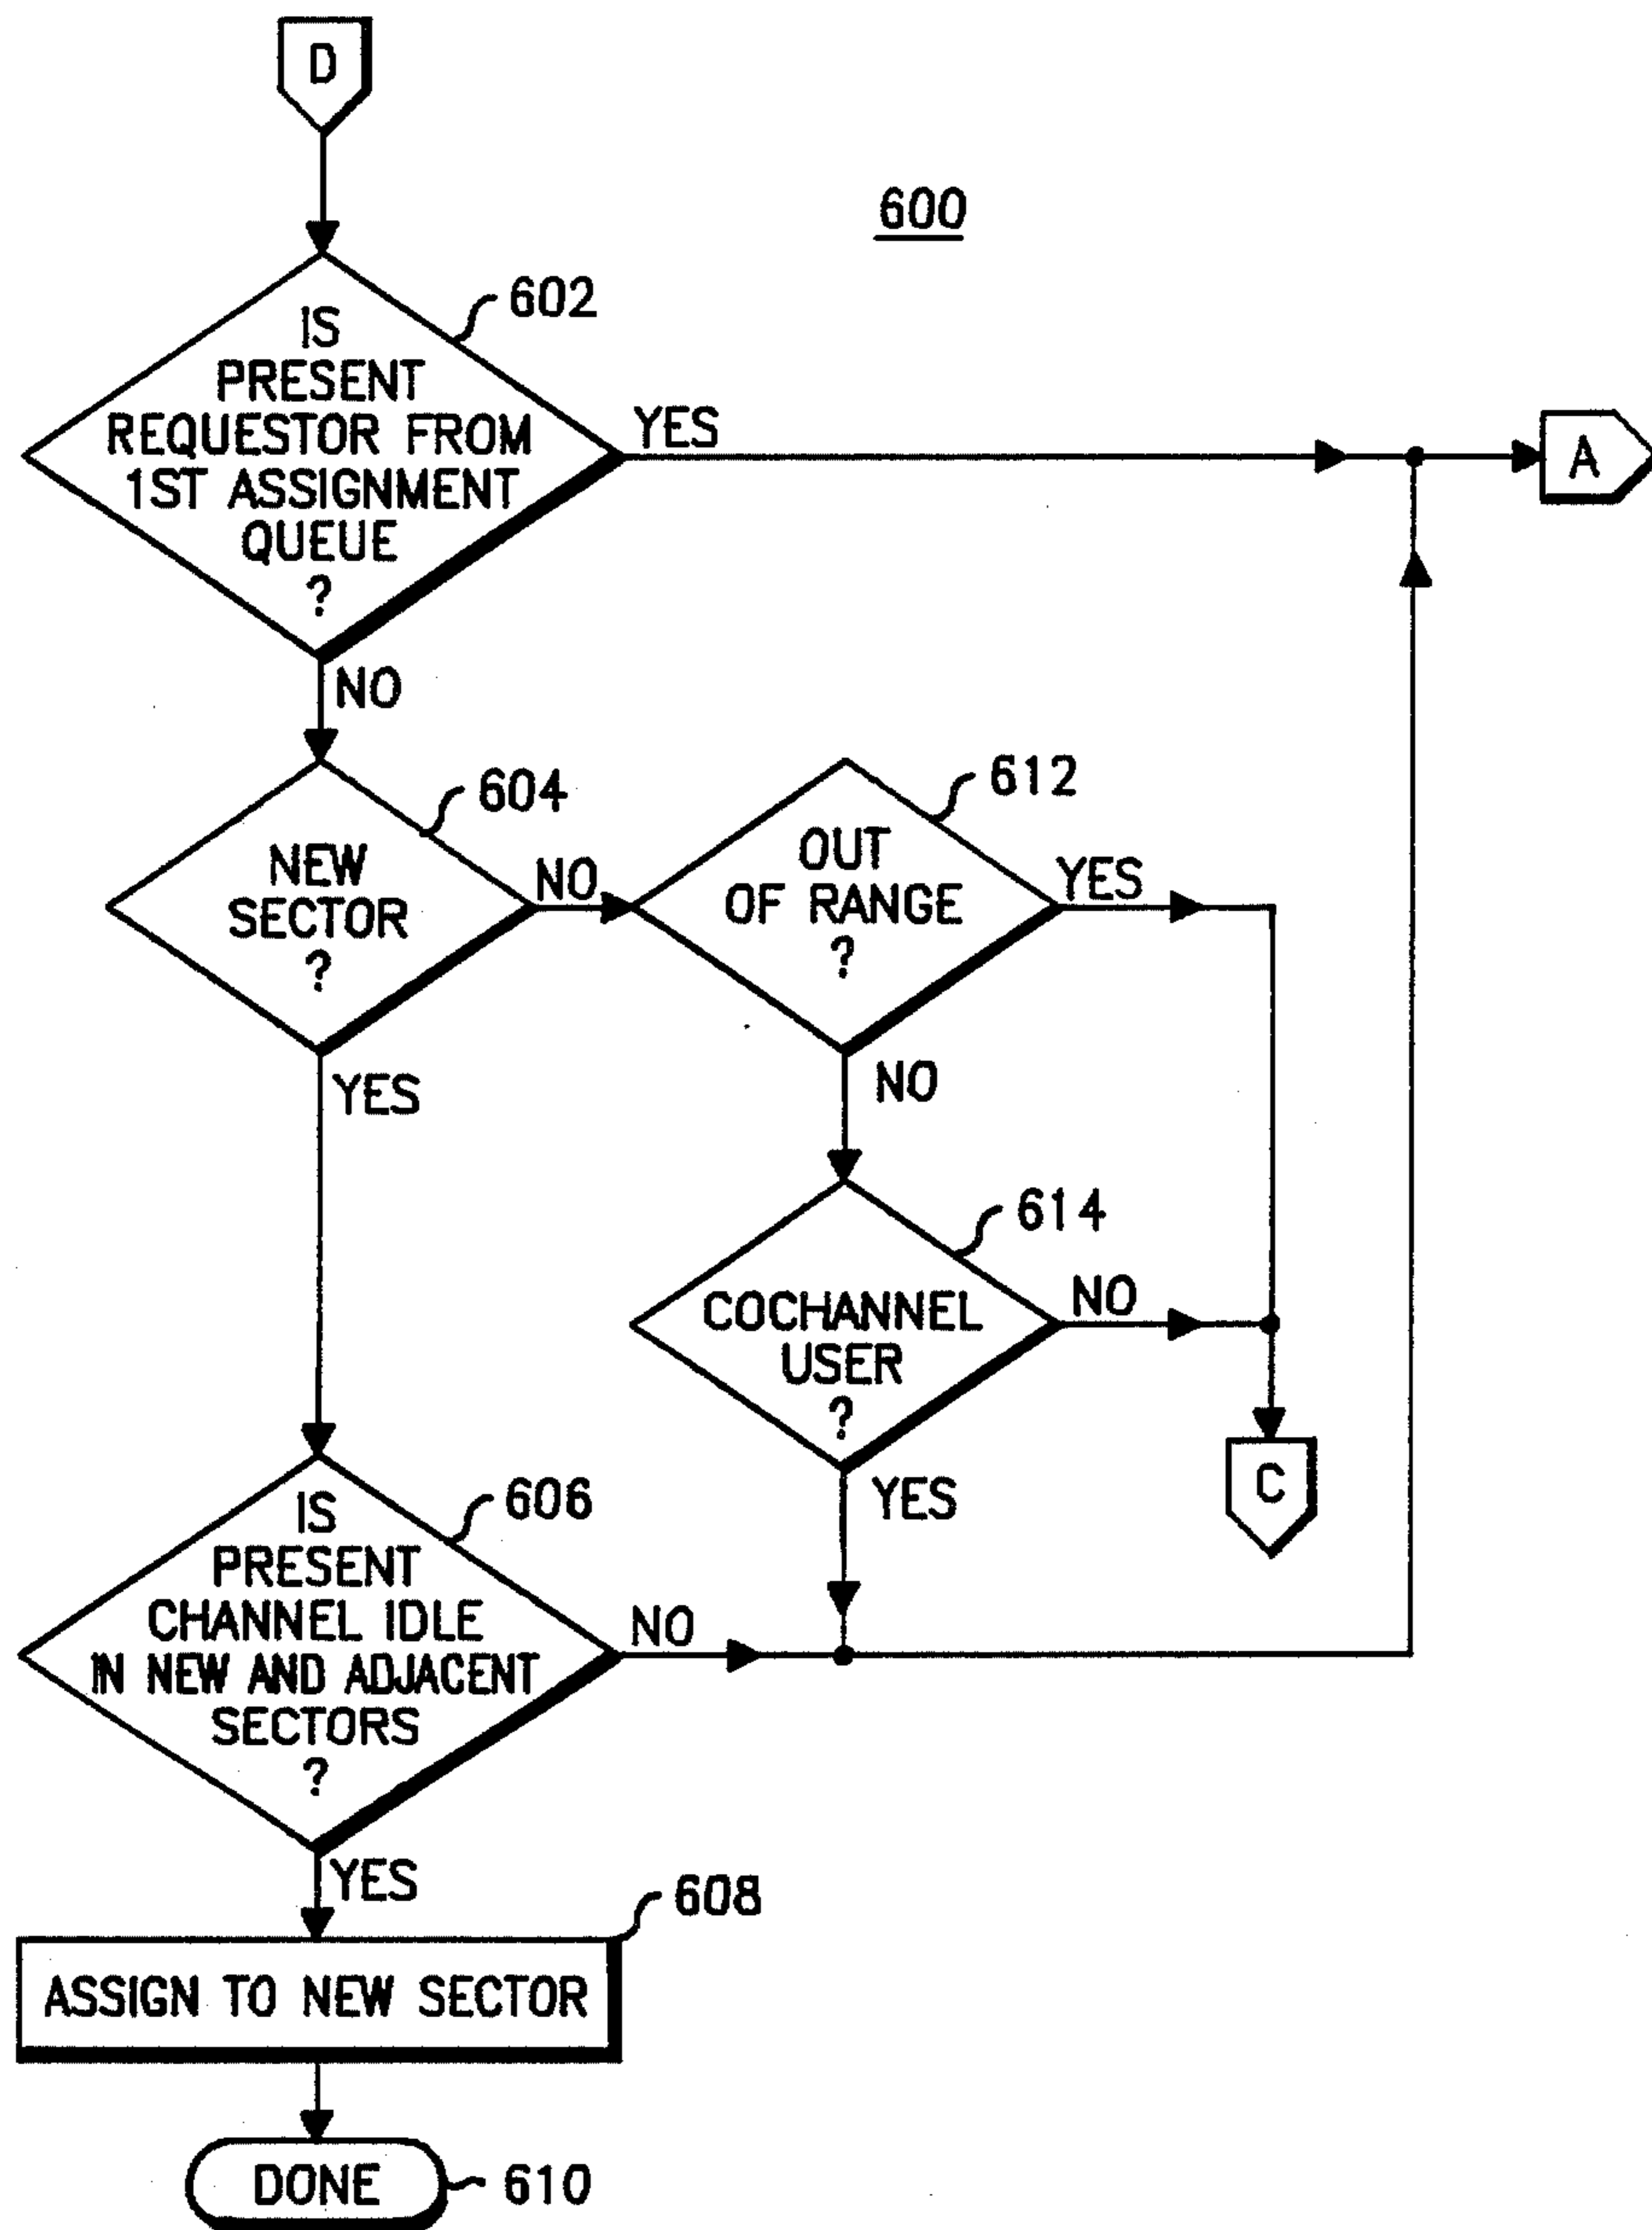 D
600
602
IS
PRESENT
REQUESTOR FROM
1ST ASSIGNMENT
QUEUE
?
YES
A
NO
604
NEW
SECTOR
?
NO
612
OUT
OF RANGE
?
YES
YES
NO
614
COCHANNEL
USER
?
NO
YES
C
606
IS
PRESENT
CHANNEL IDLE
IN NEW AND ADJACENT
SECTORS
?
NO
YES
608
ASSIGN TO NEW SECTOR
DONE
610